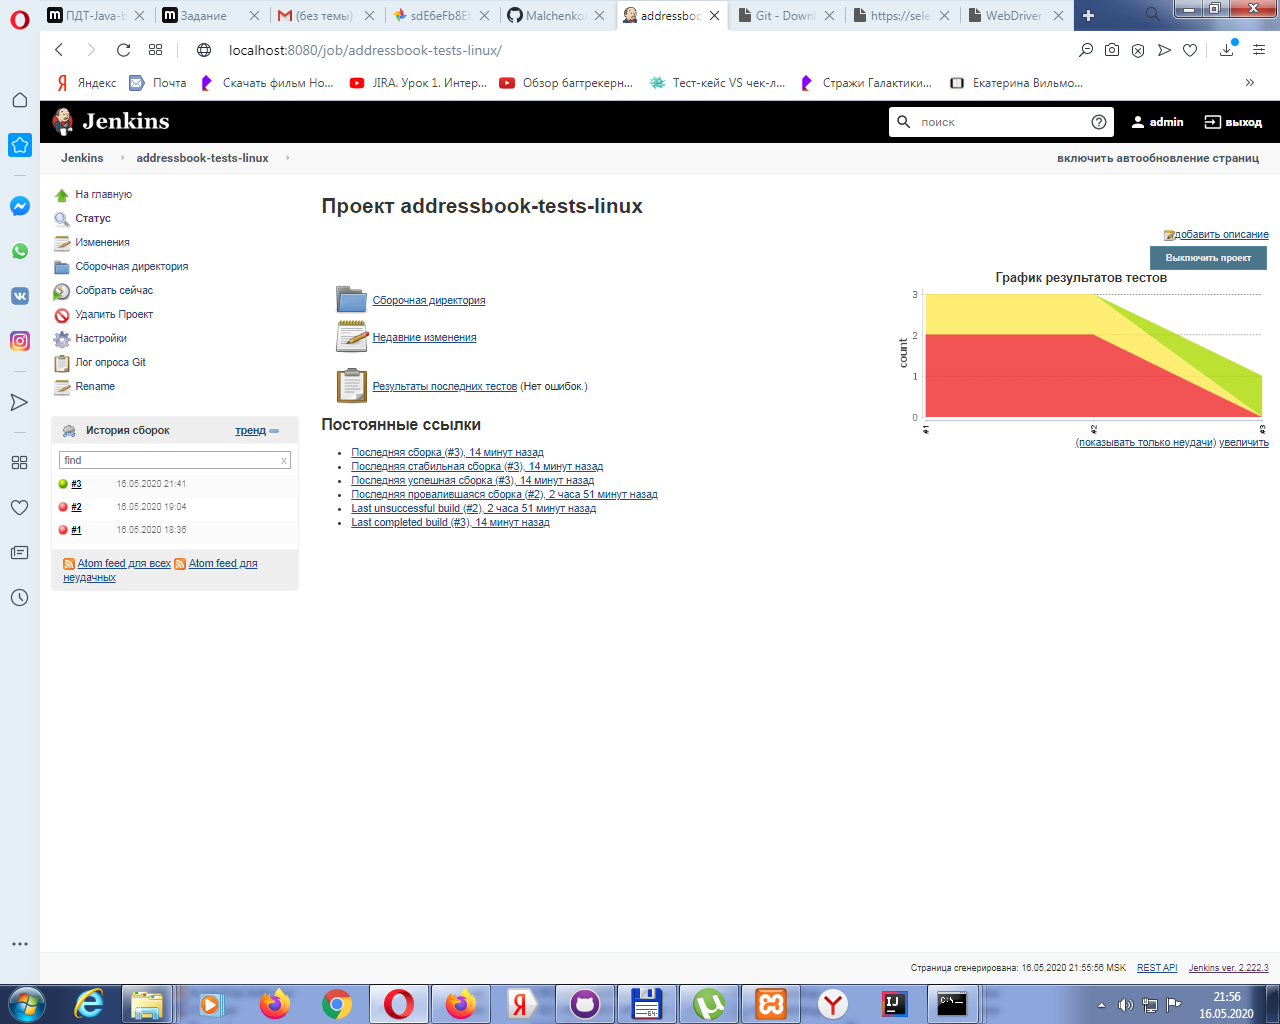 ПДТ-Java-b
Задание
(без темы)
sdE6eFb8Et
Malchenko
addressboo
Git - Down
https://sele
WebDriver
localhost:8080/job/addressbook-tests-linux/
Яндекс
Почта
Скачать фильм Но...
JIRA. Урок 1. Интер...
Обзор багтрекерн...
Тест-кейс VS чек-л...
Стражи Галактики...
Екатерина Вильмо...
Jenkins
поиск
admin
выход
Jenkins
addressbook-tests-linux
включить автообновление страниц
На главную
Статус
Изменения
Сборочная директория
Собрать сейчас
Удалить Проект
Настройки
Лог опроса Git
Rename
История сборок
тренд
find
x
#3 16.05.2020 21:41
#2 16.05.2020 19:04
#1 16.05.2020 18:36
Atom feed для всех Atom feed для
неудачных
Проект addressbook-tests-linux
добавить описание
Выключить проект
Сборочная директория
Недавние изменения
Результаты последних тестов (Нет ошибок.)
График результатов тестов
count
3
2
1
0
#1
#2
#3
(показывать только неудачи) увеличить
Постоянные ссылки
Последняя сборка (#3), 14 минут назад
Последняя стабильная сборка (#3), 14 минут назад
Последняя успешная сборка (#3), 14 минут назад
Последняя провалившаяся сборка (#2), 2 часа 51 минут назад
Last unsuccessful build (#2), 2 часа 51 минут назад
Last completed build (#3), 14 минут назад
Страница сгенерирована: 16.05.2020 21:55:56 MSK REST API Jenkins ver. 2.222.3
21:56
16.05.2020